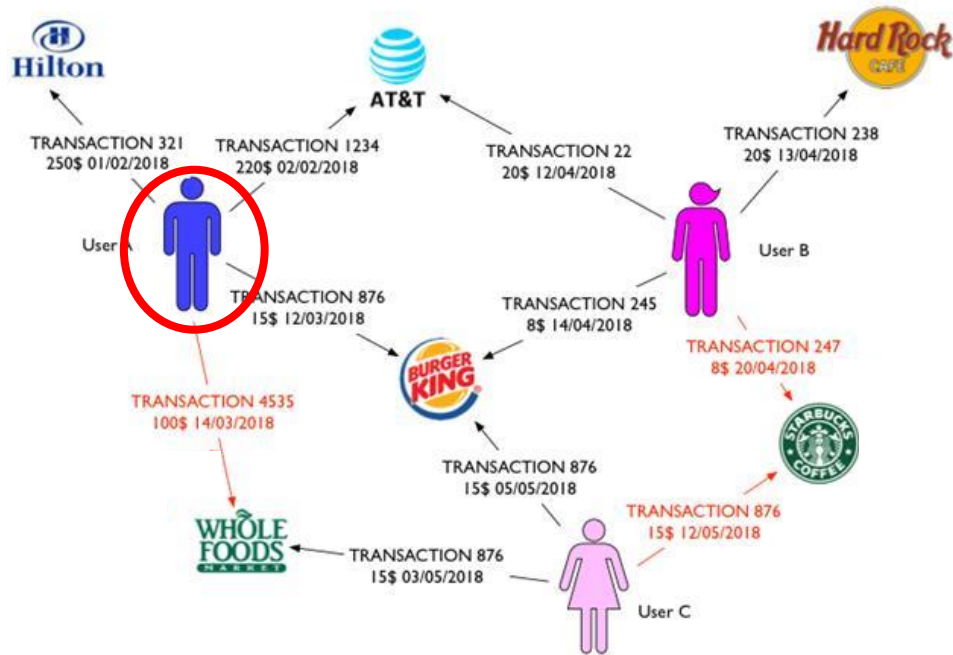 Hilton
AT&T
Hard Rock
CAFE
TRANSACTION 321
250$ 01/02/2018
TRANSACTION 1234
220$ 02/02/2018
TRANSACTION 22
20$ 12/04/2018
TRANSACTION 238
20$ 13/04/2018
User A
User B
TRANSACTION 876
15$ 12/03/2018
TRANSACTION 245
8$ 14/04/2018
TRANSACTION 247
8$ 20/04/2018
BURGER
KING
TRANSACTION 4535
100$ 14/03/2018
STARBUCKS
COFFEE
TRANSACTION 876
15$ 05/05/2018
TRANSACTION 876
15$ 12/05/2018
WHOLE
FOODS
MARKET
TRANSACTION 876
15$ 03/05/2018
User C